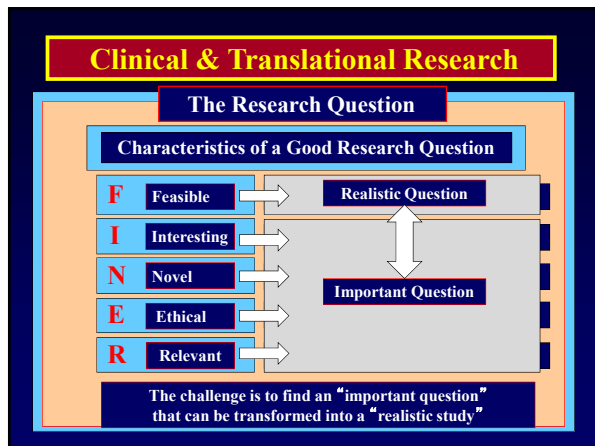 Clinical & Translational Research
The Research Question
Characteristics of a Good Research Question
F Feasible
Realistic Question
I Interesting
N Novel
Important Question
E Ethical
R Relevant
The challenge is to find an “important question”
that can be transformed into a “realistic study”